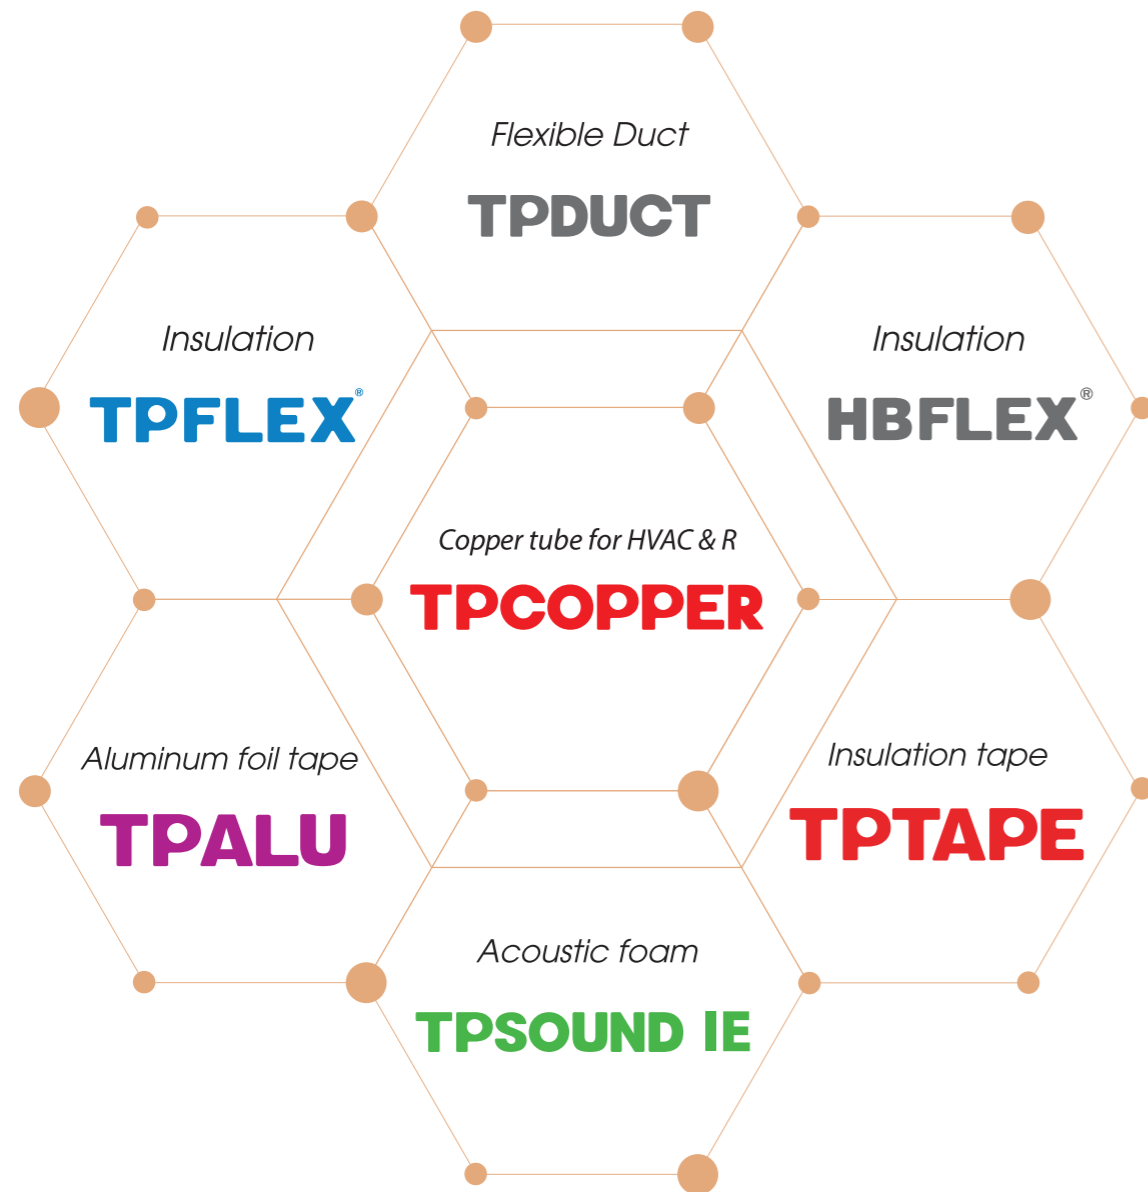 Flexible Duct
TPDUCT
Insulation
TPFLEX®
Insulation
HBFLEX®
Copper tube for HVAC & R
TPCOPPER
Aluminum foil tape
TPALU
Insulation tape
TPTAPE
Acoustic foam
TPSOUND IE